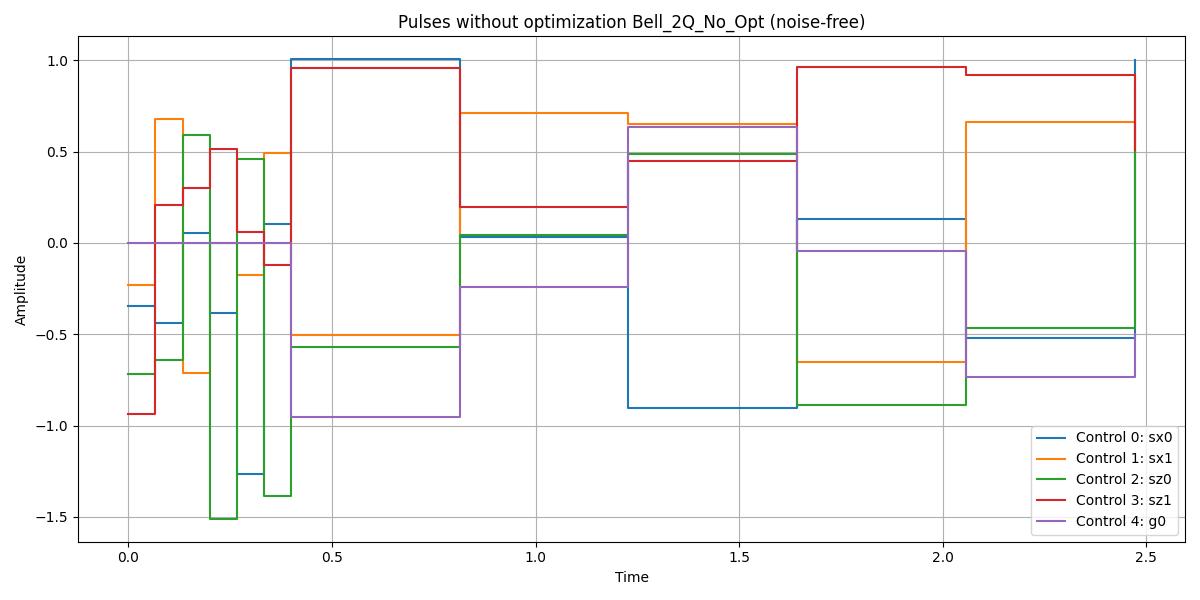 Pulses without optimization Bell_2Q_No_Opt (noise-free)
1.0
0.5
0.0
−0.5
−1.0
−1.5
Amplitude
0.0 0.5 1.0 1.5 2.0 2.5
Time
Control 0: sx0
Control 1: sx1
Control 2: sz0
Control 3: sz1
Control 4: g0